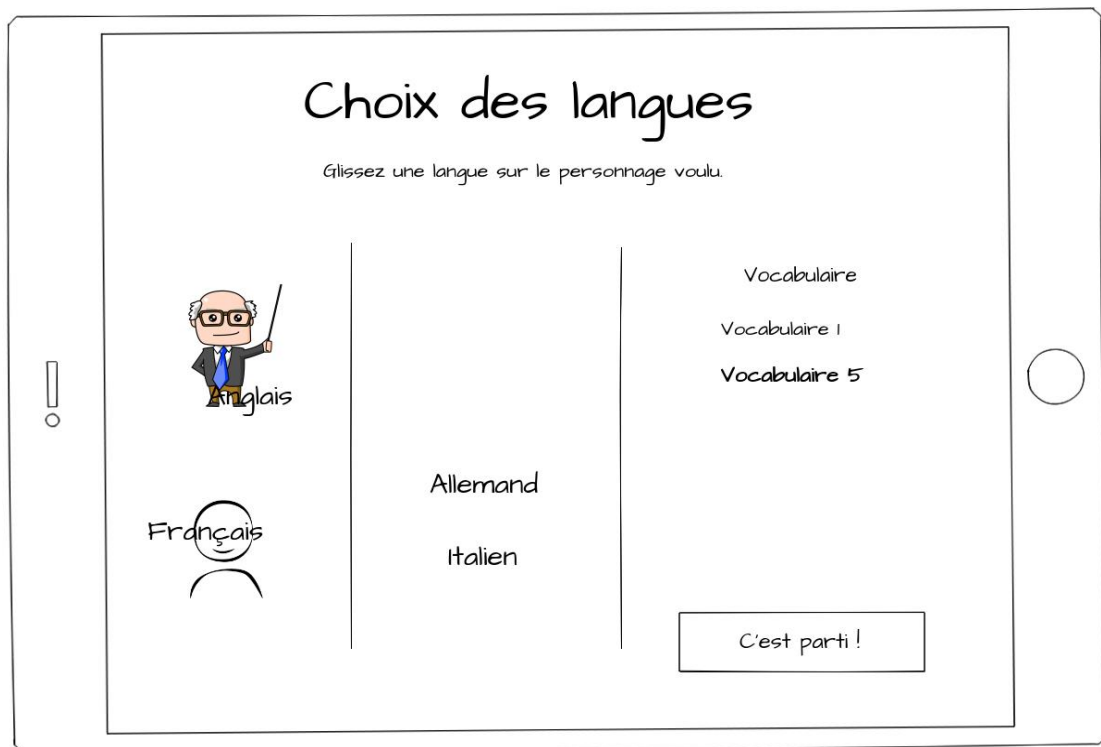 Choix des langues
Glissez une langue sur le personnage voulu.
Anglais
Français
Allemand
Italien
Vocabulaire
Vocabulaire 1
Vocabulaire 5
C'est parti !